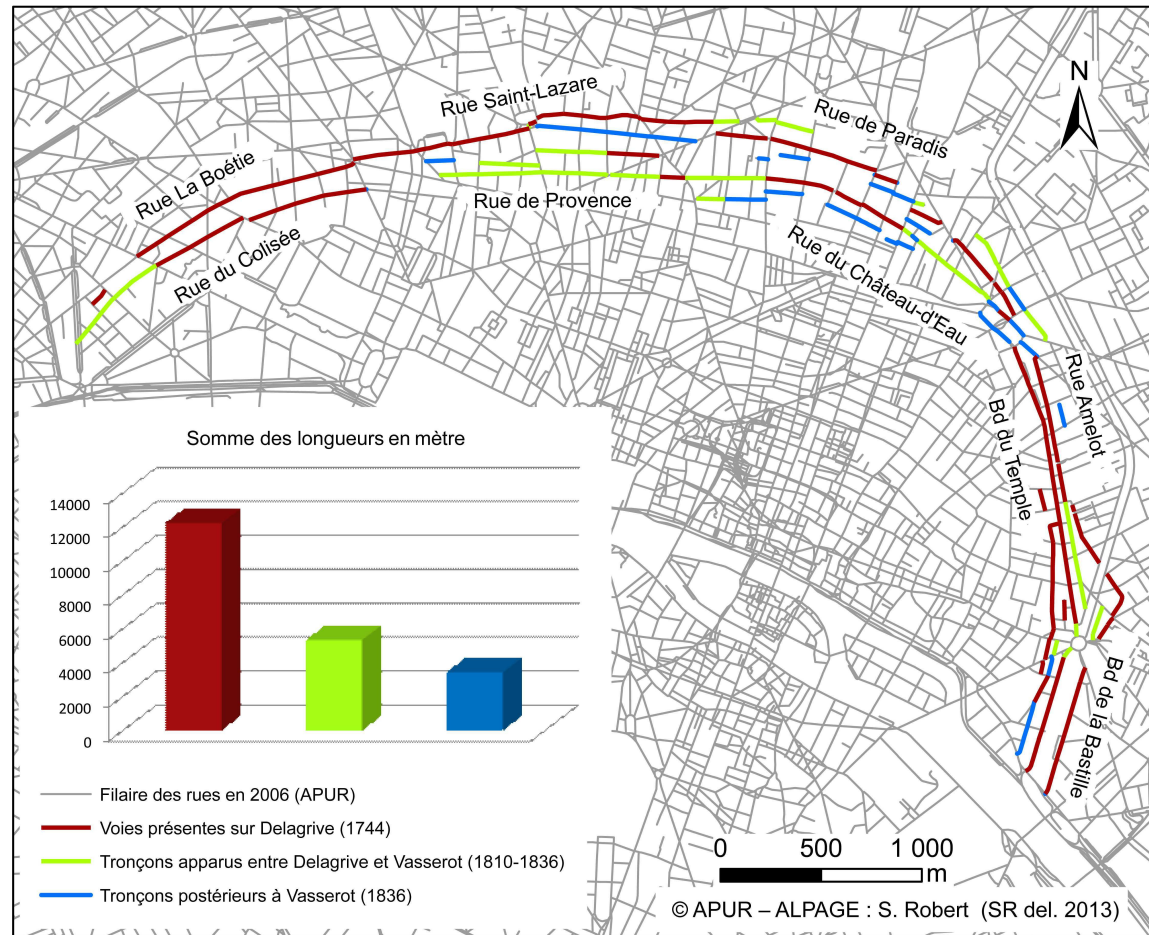 N
Rue Saint-Lazare
Rue de Paradis
Rue La Boétie
Rue de Provence
Rue du Colisée
Rue du Château-d'Eau
Rue Amelot
Bd du Temple
Bd de la Bastille
Somme des longueurs en mètre
14000
12000
10000
8000
6000
4000
2000
0
Filaire des rues en 2006 (APUR)
Voies présentes sur Delagrive (1744)
Tronçons apparus entre Delagrive et Vasserot (1810-1836)
Tronçons postérieurs à Vasserot (1836)
0 500 1 000
m
© APUR – ALPAGE : S. Robert (SR del. 2013)